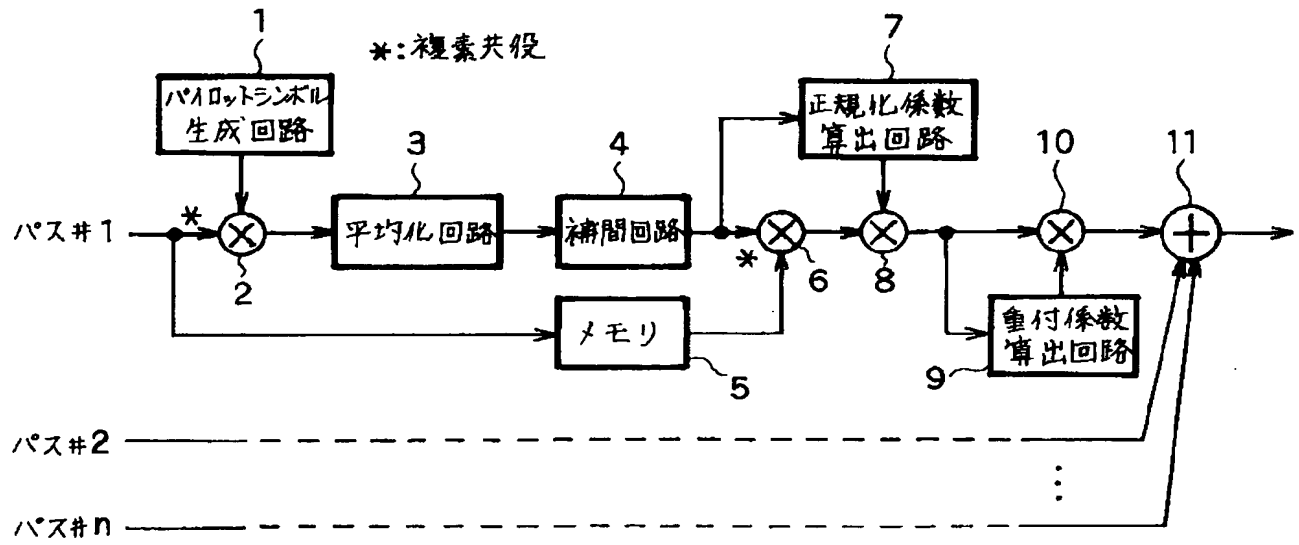 1
*:複素共役
7
パイロットシンボル
生成回路
正規化係数
算出回路
3
4
10
11
パス#1
*
平均化回路
補間回路
*
2
6
8
メモリ
5
重付係数
算出回路
9
パス#2
パス#n